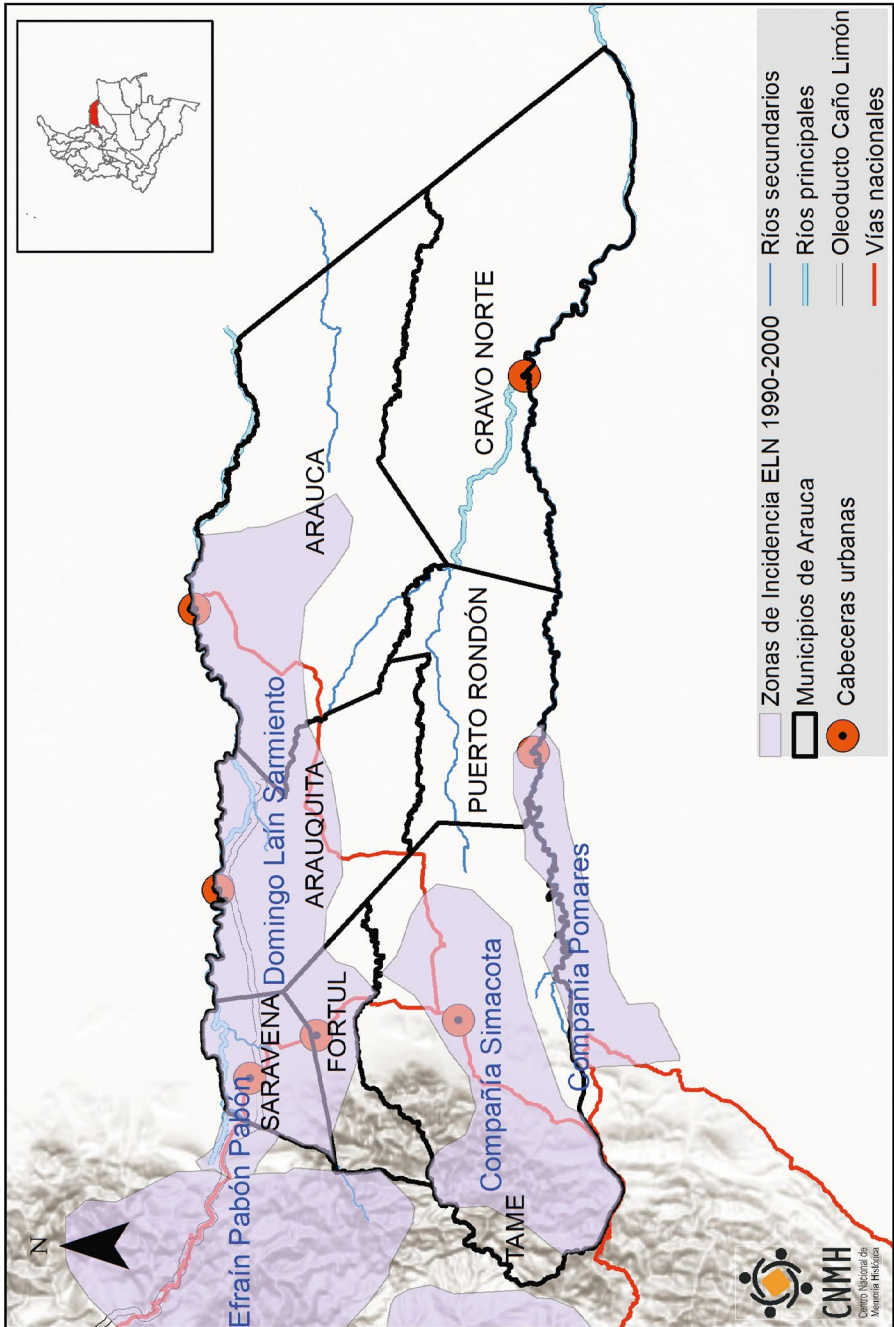 N
Efraín Pabón Pabón
SARAVENA
Domingo Laín Sarmiento
FORTUL
ARAUQUITA
ARAUCA
TAME
Compañía Simacota
Compañía Pomares
PUERTO RONDÓN
CRAVO NORTE
Zonas de Incidencia ELN 1990-2000
Municipios de Arauca
Cabeceras urbanas
Ríos secundarios
Ríos principales
Oleoducto Caño Limón
Vías nacionales
CNMH
Centro Nacional de
Memoria Histórica